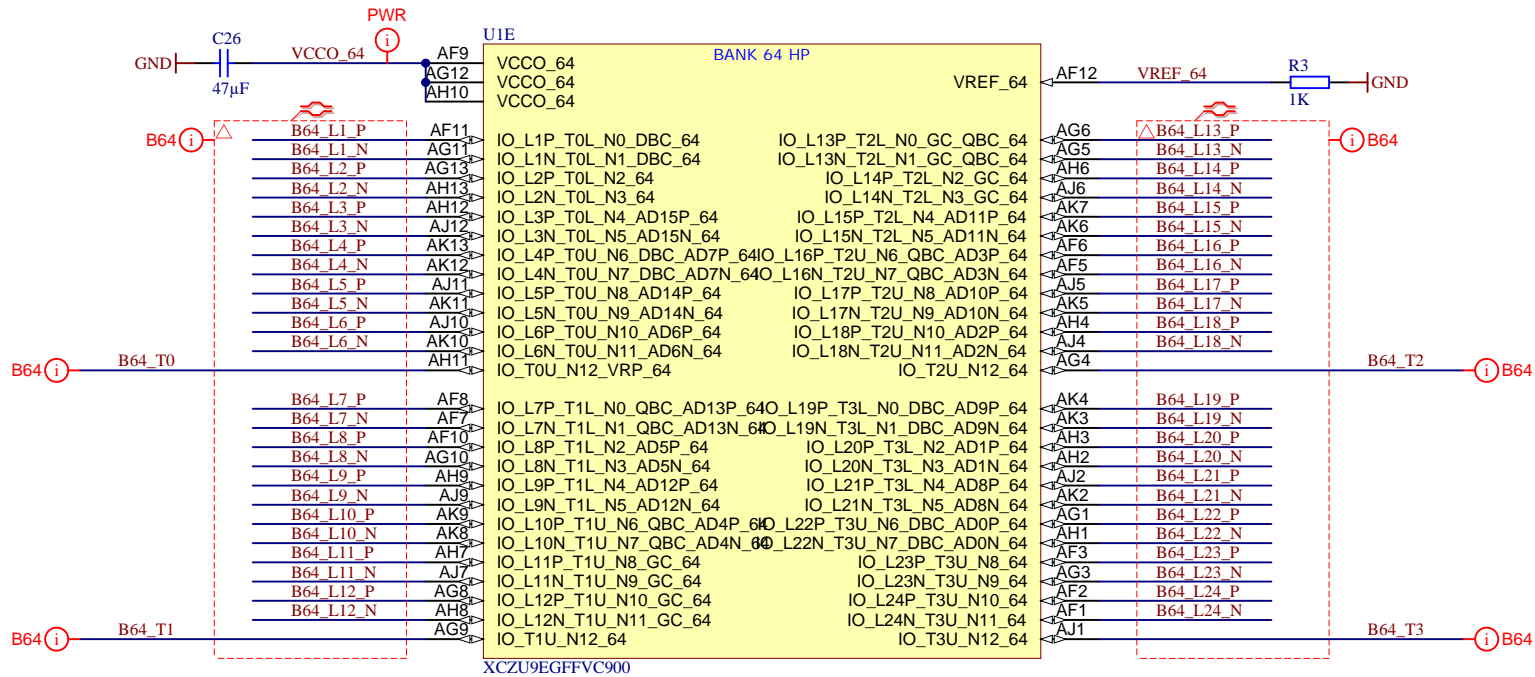 PWR
C26
U1E
GND
VCCO_64
47µF
AF9 VCCO_64
AG12 VCCO_64
AH10 VCCO_64
BANK 64 HP
VREF_64 AF12
VREF_64
R3
1K
GND
B64 i
B64_L1_P AF11 IO_L1P_T0L_N0_DBC_64
B64_L1_N AG11 IO_L1N_T0L_N1_DBC_64
B64_L2_P AG13 IO_L2P_T0L_N2_64
B64_L2_N AH13 IO_L2N_T0L_N3_64
B64_L3_P AH12 IO_L3P_T0L_N4_AD15P_64
B64_L3_N AJ12 IO_L3N_T0L_N5_AD15N_64
B64_L4_P AK13 IO_L4P_T0U_N6_DBC_AD7P_64
B64_L4_N AK12 IO_L4N_T0U_N7_DBC_AD7N_64
B64_L5_P AJ11 IO_L5P_T0U_N8_AD14P_64
B64_L5_N AK11 IO_L5N_T0U_N9_AD14N_64
B64_L6_P AJ10 IO_L6P_T0U_N10_AD6P_64
B64_L6_N AK10 IO_L6N_T0U_N11_AD6N_64
B64 i B64_T0 AH11 IO_T0U_N12_VRP_64
B64_L7_P AF8 IO_L7P_T1L_N0_QBC_AD13P_64
B64_L7_N AF7 IO_L7N_T1L_N1_QBC_AD13N_64
B64_L8_P AF10 IO_L8P_T1L_N2_AD5P_64
B64_L8_N AG10 IO_L8N_T1L_N3_AD5N_64
B64_L9_P AH9 IO_L9P_T1L_N4_AD12P_64
B64_L9_N AJ9 IO_L9N_T1L_N5_AD12N_64
B64_L10_P AK9 IO_L10P_T1U_N6_QBC_AD4P_64
B64_L10_N AK8 IO_L10N_T1U_N7_QBC_AD4N_64
B64_L11_P AH7 IO_L11P_T1U_N8_GC_64
B64_L11_N AJ7 IO_L11N_T1U_N9_GC_64
B64_L12_P AG8 IO_L12P_T1U_N10_GC_64
B64_L12_N AH8 IO_L12N_T1U_N11_GC_64
B64 i B64_T1 AG9 IO_T1U_N12_64
IO_L13P_T2L_N0_GC_QBC_64 AG6 B64_L13_P
i B64
IO_L13N_T2L_N1_GC_QBC_64 AG5 B64_L13_N
IO_L14P_T2L_N2_GC_64 AH6 B64_L14_P
IO_L14N_T2L_N3_GC_64 AJ6 B64_L14_N
IO_L15P_T2L_N4_AD11P_64 AK7 B64_L15_P
IO_L15N_T2L_N5_AD11N_64 AK6 B64_L15_N
IO_L16P_T2U_N6_QBC_AD3P_64 AF6 B64_L16_P
IO_L16N_T2U_N7_QBC_AD3N_64 AF5 B64_L16_N
IO_L17P_T2U_N8_AD10P_64 AJ5 B64_L17_P
IO_L17N_T2U_N9_AD10N_64 AK5 B64_L17_N
IO_L18P_T2U_N10_AD2P_64 AH4 B64_L18_P
IO_L18N_T2U_N11_AD2N_64 AJ4 B64_L18_N
IO_T2U_N12_64 AG4 B64_T2 i B64
IO_L19P_T3L_N0_DBC_AD9P_64 AK4 B64_L19_P
IO_L19N_T3L_N1_DBC_AD9N_64 AK3 B64_L19_N
IO_L20P_T3L_N2_AD1P_64 AH3 B64_L20_P
IO_L20N_T3L_N3_AD1N_64 AH2 B64_L20_N
IO_L21P_T3L_N4_AD8P_64 AJ2 B64_L21_P
IO_L21N_T3L_N5_AD8N_64 AK2 B64_L21_N
IO_L22P_T3U_N6_DBC_AD0P_64 AG1 B64_L22_P
IO_L22N_T3U_N7_DBC_AD0N_64 AH1 B64_L22_N
IO_L23P_T3U_N8_64 AF3 B64_L23_P
IO_L23N_T3U_N9_64 AG3 B64_L23_N
IO_L24P_T3U_N10_64 AF2 B64_L24_P
IO_L24N_T3U_N11_64 AF1 B64_L24_N
IO_T3U_N12_64 AJ1 B64_T3 i B64
XCZU9EGFFVC900